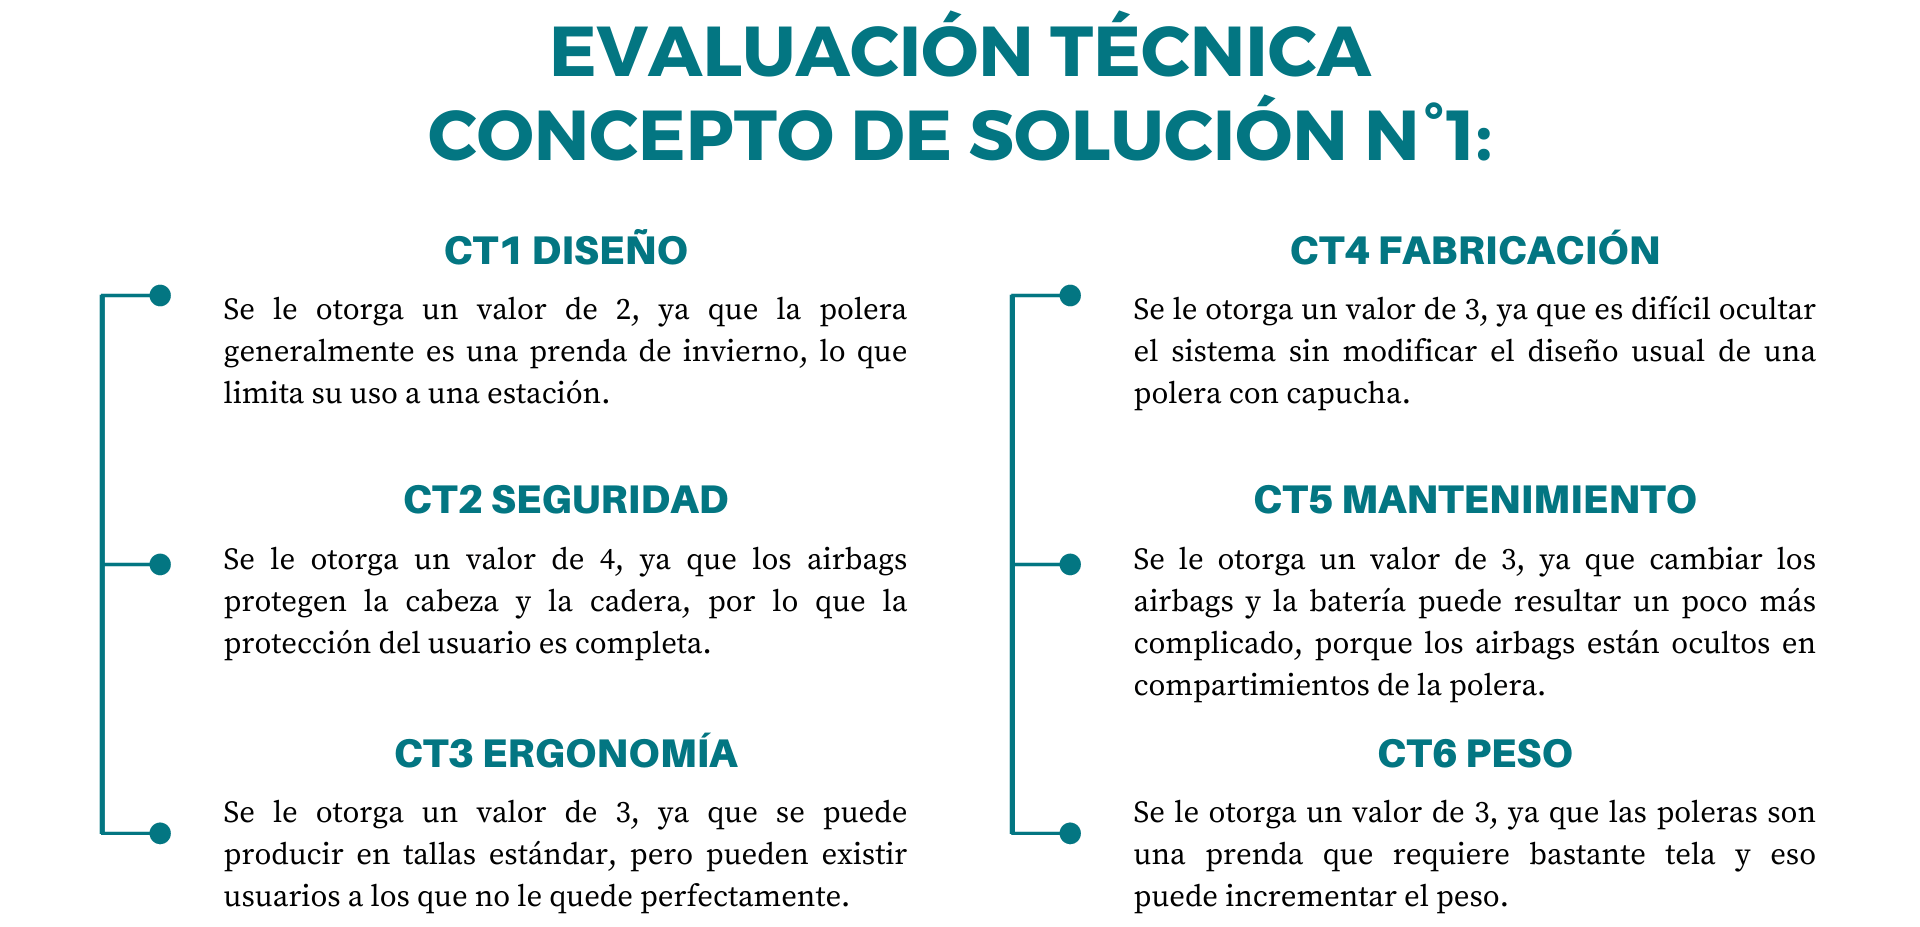 EVALUACIÓN TÉCNICA
CONCEPTO DE SOLUCIÓN N°1:
CT1 DISEÑO
Se le otorga un valor de 2, ya que la polera
generalmente es una prenda de invierno, lo que
limita su uso a una estación.
CT2 SEGURIDAD
Se le otorga un valor de 4, ya que los airbags
protegen la cabeza y la cadera, por lo que la
protección del usuario es completa.
CT3 ERGONOMÍA
Se le otorga un valor de 3, ya que se puede
producir en tallas estándar, pero pueden existir
usuarios a los que no le quede perfectamente.
CT4 FABRICACIÓN
Se le otorga un valor de 3, ya que es difícil ocultar
el sistema sin modificar el diseño usual de una
polera con capucha.
CT5 MANTENIMIENTO
Se le otorga un valor de 3, ya que cambiar los
airbags y la batería puede resultar un poco más
complicado, porque los airbags están ocultos en
compartimientos de la polera.
CT6 PESO
Se le otorga un valor de 3, ya que las poleras son
una prenda que requiere bastante tela y eso
puede incrementar el peso.